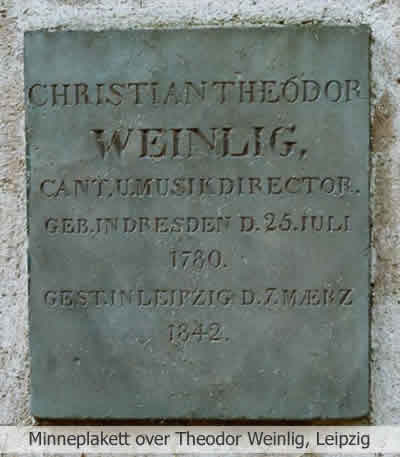 CHRISTIAN THEODOR
WEINLIG,
CANT. U. MUSIKDIRECTOR.
GEB. IN DRESDEN D. 25. IULI
1780.
GEST. IN LEIPZIG D. 7. MÆRZ
1842.
Minneplakett over Theodor Weinlig, Leipzig